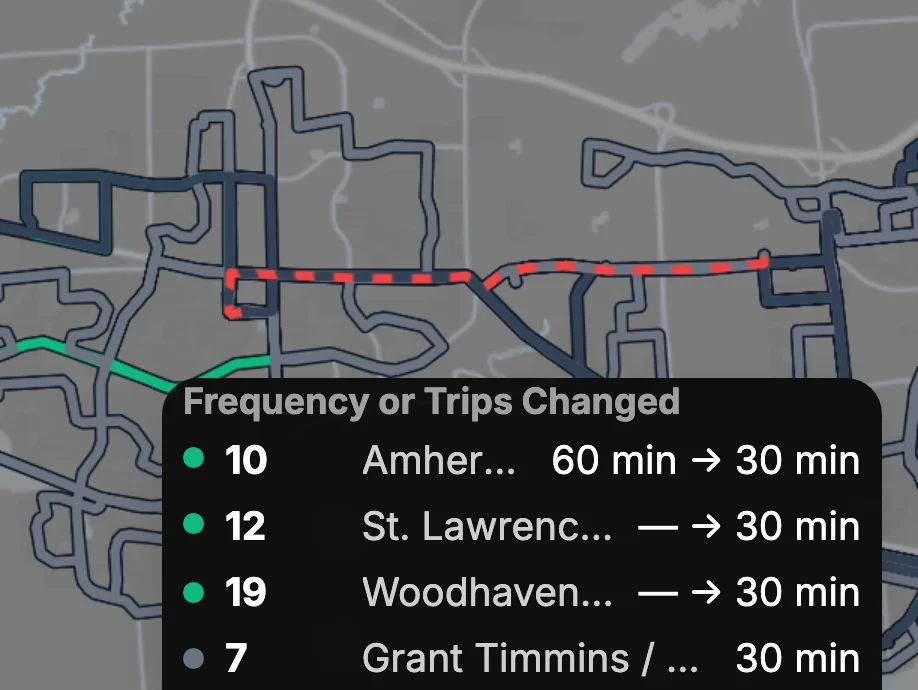 Frequency or Trips Changed
10 Amher... 60 min → 30 min
12 St. Lawrenc... — → 30 min
19 Woodhaven... — → 30 min
7 Grant Timmins / ... 30 min